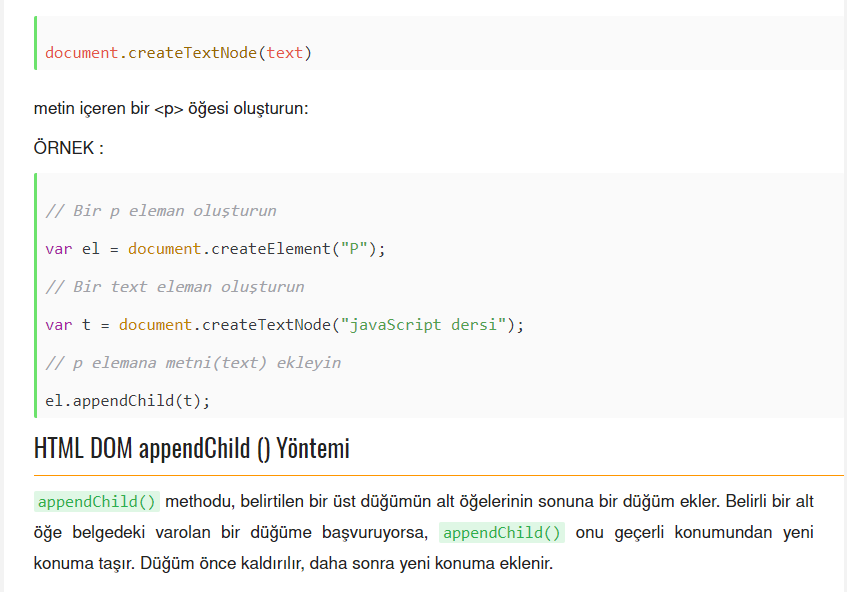 document.createTextNode(text)
metin içeren bir <p> öğesi oluşturun:
ÖRNEK :
// Bir p eleman oluşturun
var el = document.createElement("P");
// Bir text eleman oluşturun
var t = document.createTextNode("javaScript dersi");
// p elemana metni(text) ekleyin
el.appendChild(t);
HTML DOM appendChild () Yöntemi
appendChild() methodu, belirtilen bir üst düğümün alt öğelerinin sonuna bir düğüm ekler. Belirli bir alt
öğe belgedeki varolan bir düğüme başvuruyorsa, appendChild() onu geçerli konumundan yeni
konuma taşır. Düğüm önce kaldırılır, daha sonra yeni konuma eklenir.